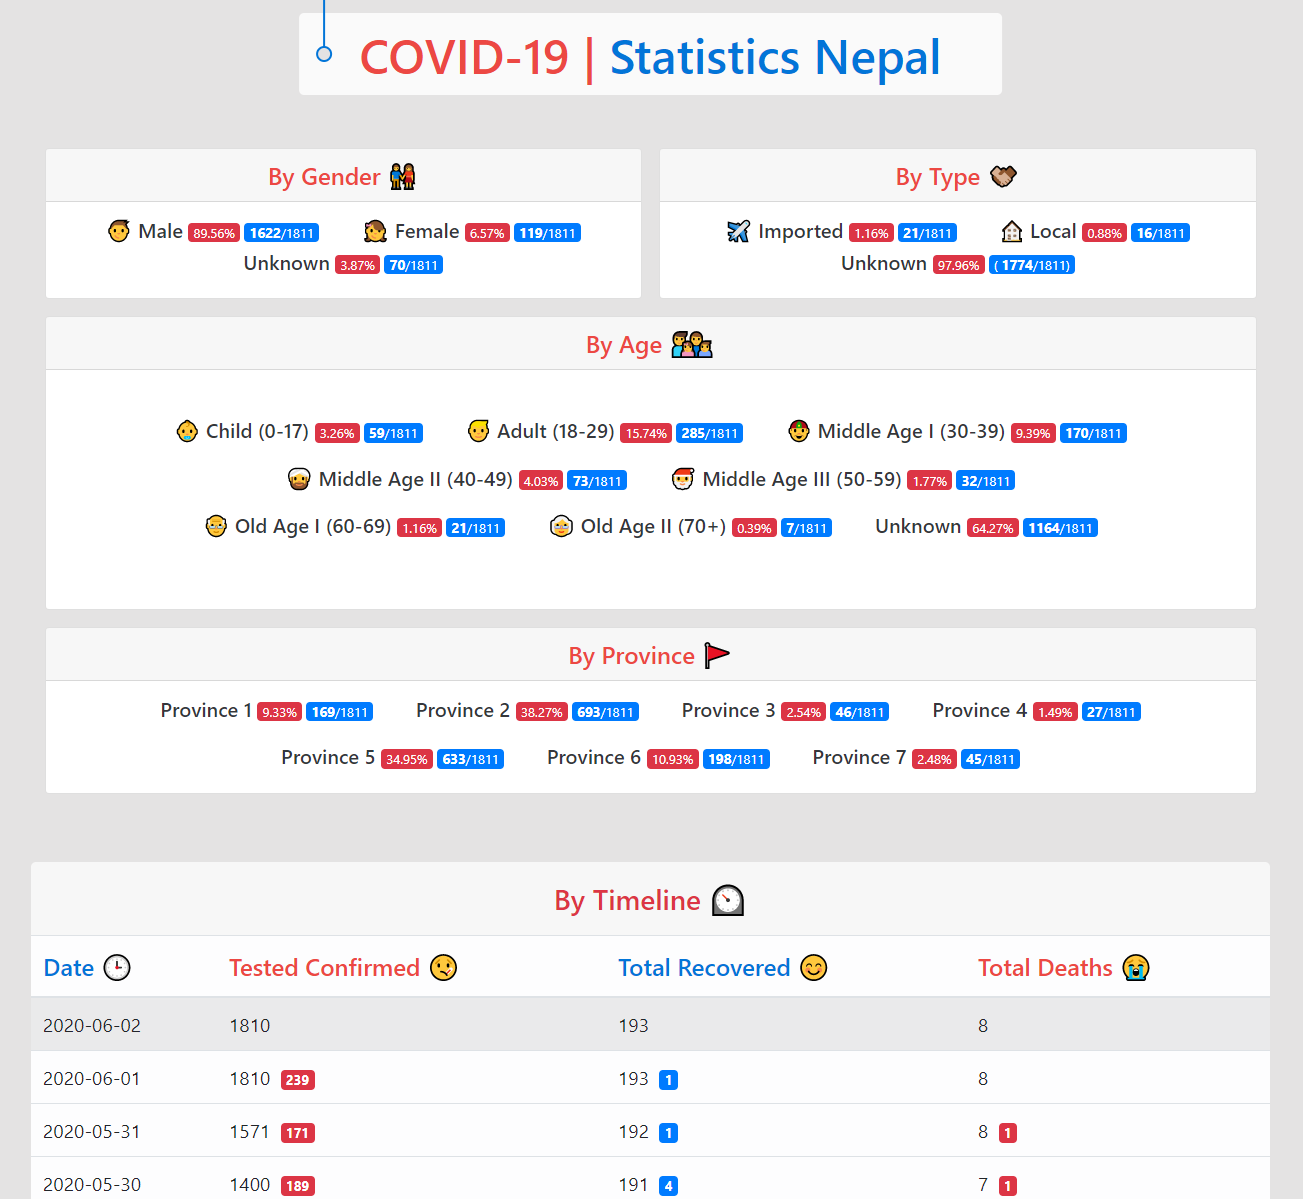 COVID-19 | Statistics Nepal
By Gender
Male 89.56% 1622/1811 Female 6.57% 119/1811
Unknown 3.87% 70/1811
By Type
Imported 1.16% 21/1811 Local 0.88% 16/1811
Unknown 97.96% ( 1774/1811)
By Age
Child (0-17) 3.26% 59/1811 Adult (18-29) 15.74% 285/1811 Middle Age I (30-39) 9.39% 170/1811
Middle Age II (40-49) 4.03% 73/1811 Middle Age III (50-59) 1.77% 32/1811
Old Age I (60-69) 1.16% 21/1811 Old Age II (70+) 0.39% 7/1811 Unknown 64.27% 1164/1811
By Province
Province 1 9.33% 169/1811 Province 2 38.27% 693/1811 Province 3 2.54% 46/1811 Province 4 1.49% 27/1811
Province 5 34.95% 633/1811 Province 6 10.93% 198/1811 Province 7 2.48% 45/1811
By Timeline
Date Tested Confirmed Total Recovered Total Deaths
2020-06-02 1810 193 8
2020-06-01 1810 239 193 1 8
2020-05-31 1571 171 192 1 8 1
2020-05-30 1400 189 191 4 7 1